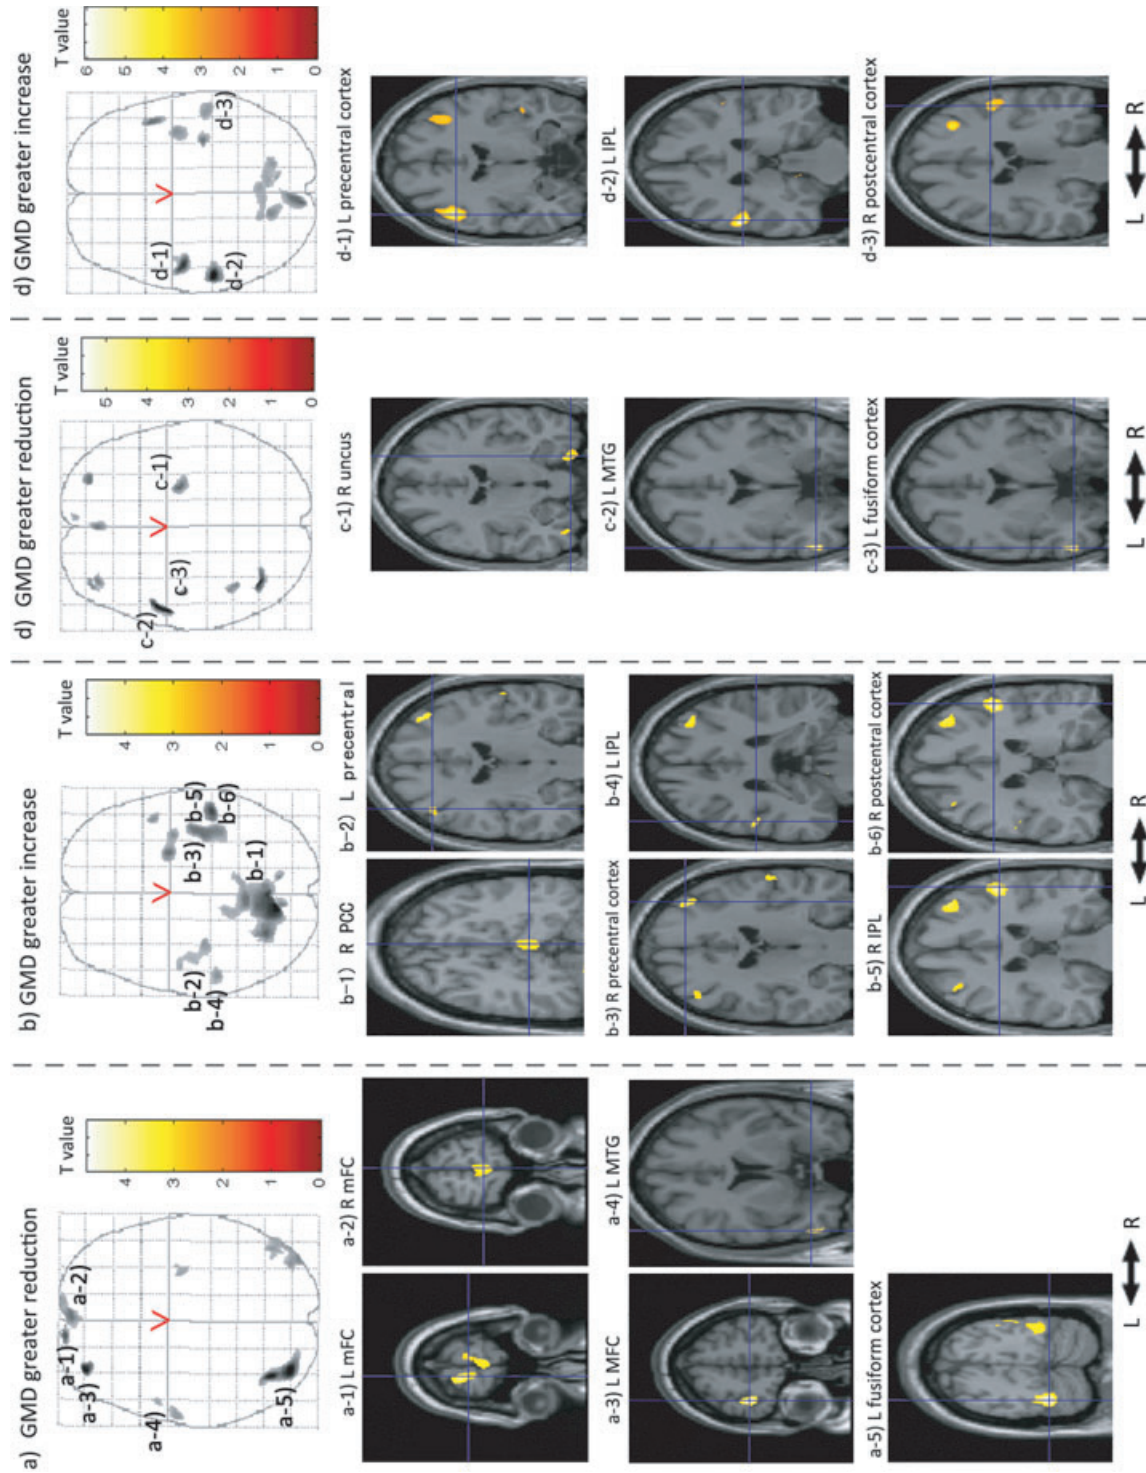 a) GMD greater reduction
T value
4
3
2
1
0
a-1)
a-2)
a-3)
a-4)
a-5)
a-1) L mFC
a-2) R mFC
a-3) L MFC
a-4) L MTG
a-5) L fusiform cortex
L R
b) GMD greater increase
T value
4
3
2
1
0
b-1)
b-2)
b-3)
b-4)
b-5)
b-6)
b-1) R PCC
b-2) L precentral
b-3) R precentral cortex
b-4) L IPL
b-5) R IPL
b-6) R postcentral cortex
L R
d) GMD greater reduction
T value
5
4
3
2
1
0
c-1)
c-2)
c-3)
c-1) R uncus
c-2) L MTG
c-3) L fusiform cortex
L R
d) GMD greater increase
T value
6
5
4
3
2
1
0
d-1)
d-2)
d-3)
d-1) L precentral cortex
d-2) L IPL
d-3) R postcentral cortex
L R